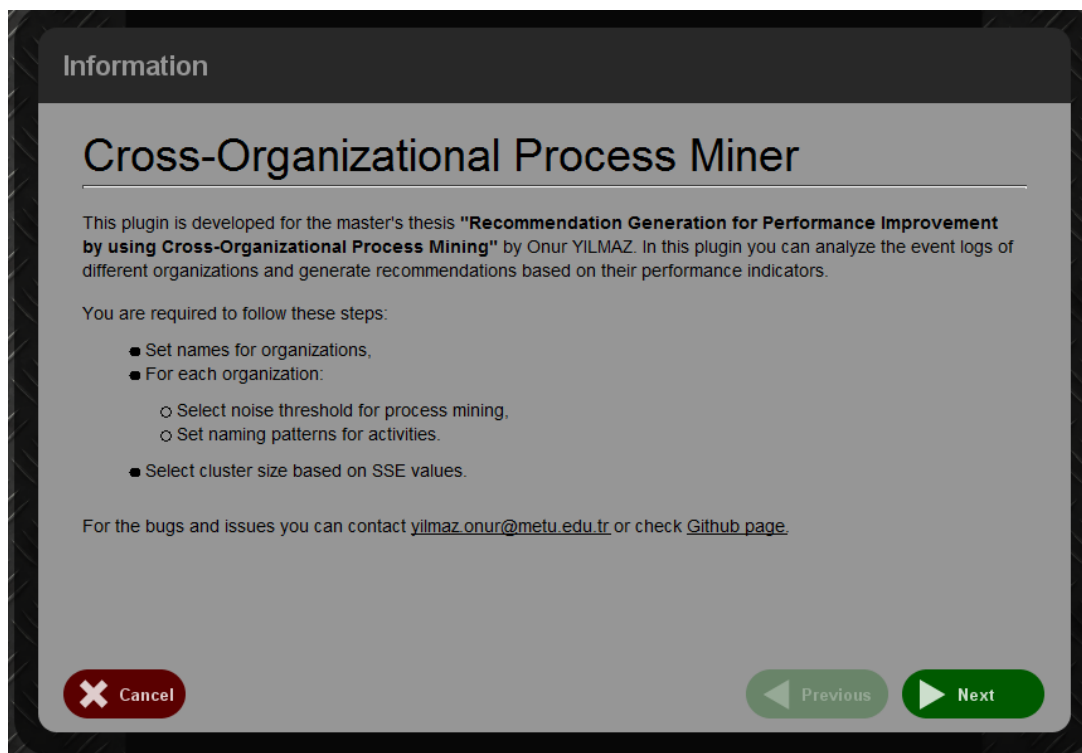 Information
Cross-Organizational Process Miner
This plugin is developed for the master's thesis "Recommendation Generation for Performance Improvement
by using Cross-Organizational Process Mining" by Onur YILMAZ. In this plugin you can analyze the event logs of
different organizations and generate recommendations based on their performance indicators.
You are required to follow these steps:
Set names for organizations,
For each organization:
Select noise threshold for process mining,
Set naming patterns for activities.
Select cluster size based on SSE values.
For the bugs and issues you can contact yilmaz.onur@metu.edu.tr or check Github page.
Cancel
Previous
Next